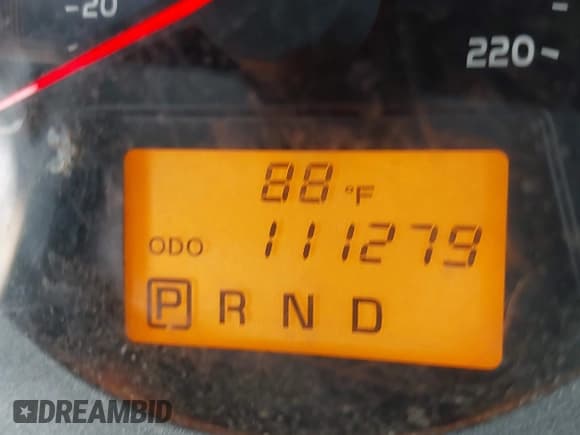 20
220
88 °F
ODO 111279
P R N D
DREAMBID